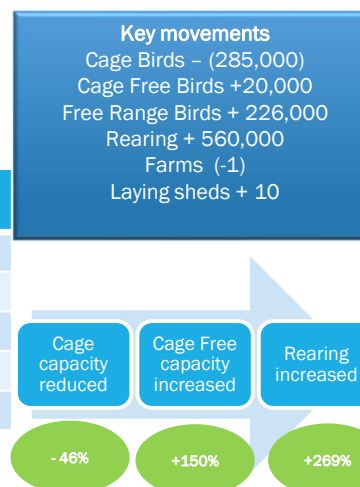 Key movements
Cage Birds – (285,000)
Cage Free Birds +20,000
Free Range Birds + 226,000
Rearing + 560,000
Farms (-1)
Laying sheds + 10
Cage
capacity
reduced
Cage Free
capacity
increased
Rearing
increased
- 46%
+150%
+269%